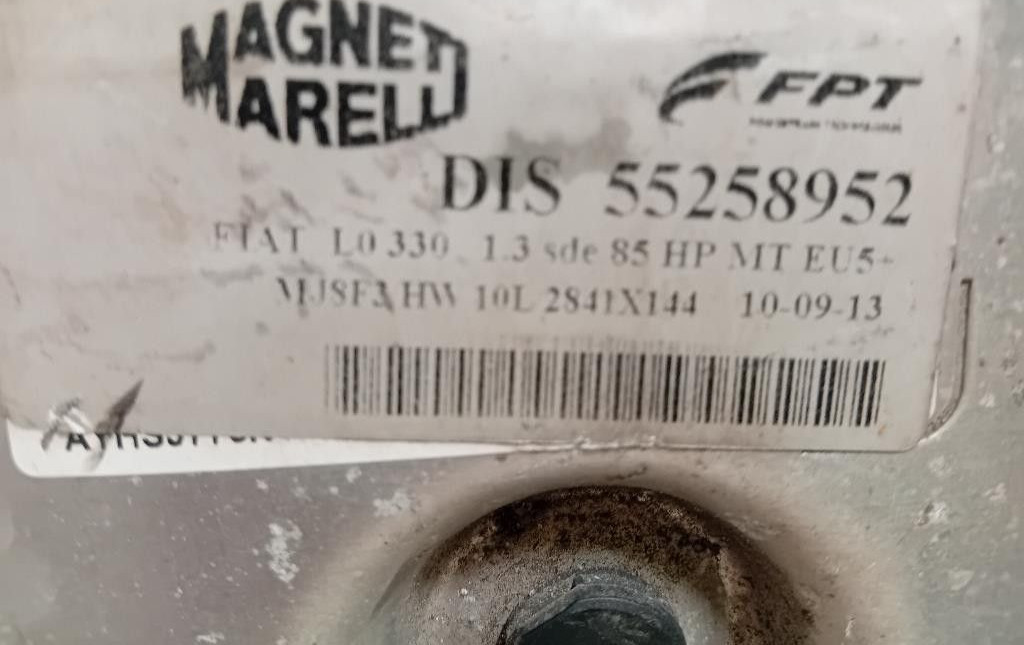 MAGNETI
MARELLI
FPT
DIS 55258952
FIAT L0 330 1.3 sde 85 HP MT EU5+
MJ8F3 HW 10L 2841X144 10-09-13